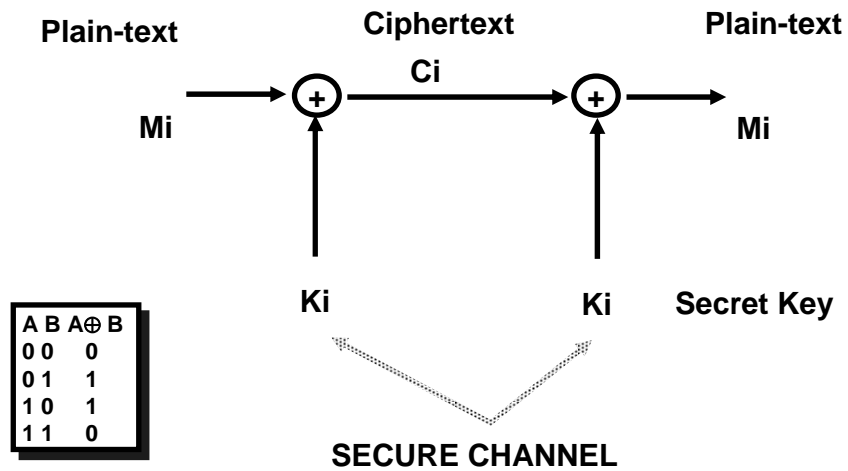 Plain-text
Ciphertext
Plain-text
Ci
+
+
Mi
Mi
Ki
Ki
Secret Key
A B A⊕ B
0 0 0
0 1 1
1 0 1
1 1 0
SECURE CHANNEL